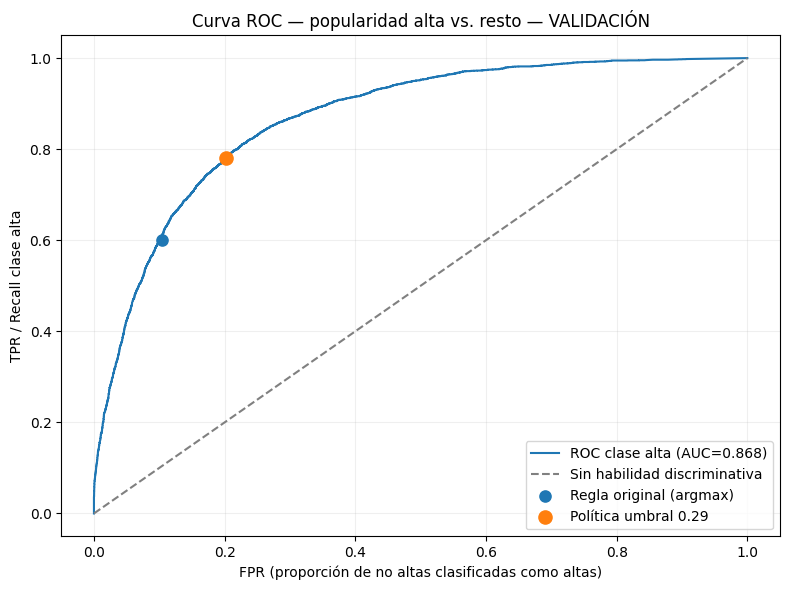 Curva ROC — popularidad alta vs. resto — VALIDACIÓN
TPR / Recall clase alta
1.0
0.8
0.6
0.4
0.2
0.0
0.0 0.2 0.4 0.6 0.8 1.0
FPR (proporción de no altas clasificadas como altas)
ROC clase alta (AUC=0.868)
Sin habilidad discriminativa
Regla original (argmax)
Política umbral 0.29